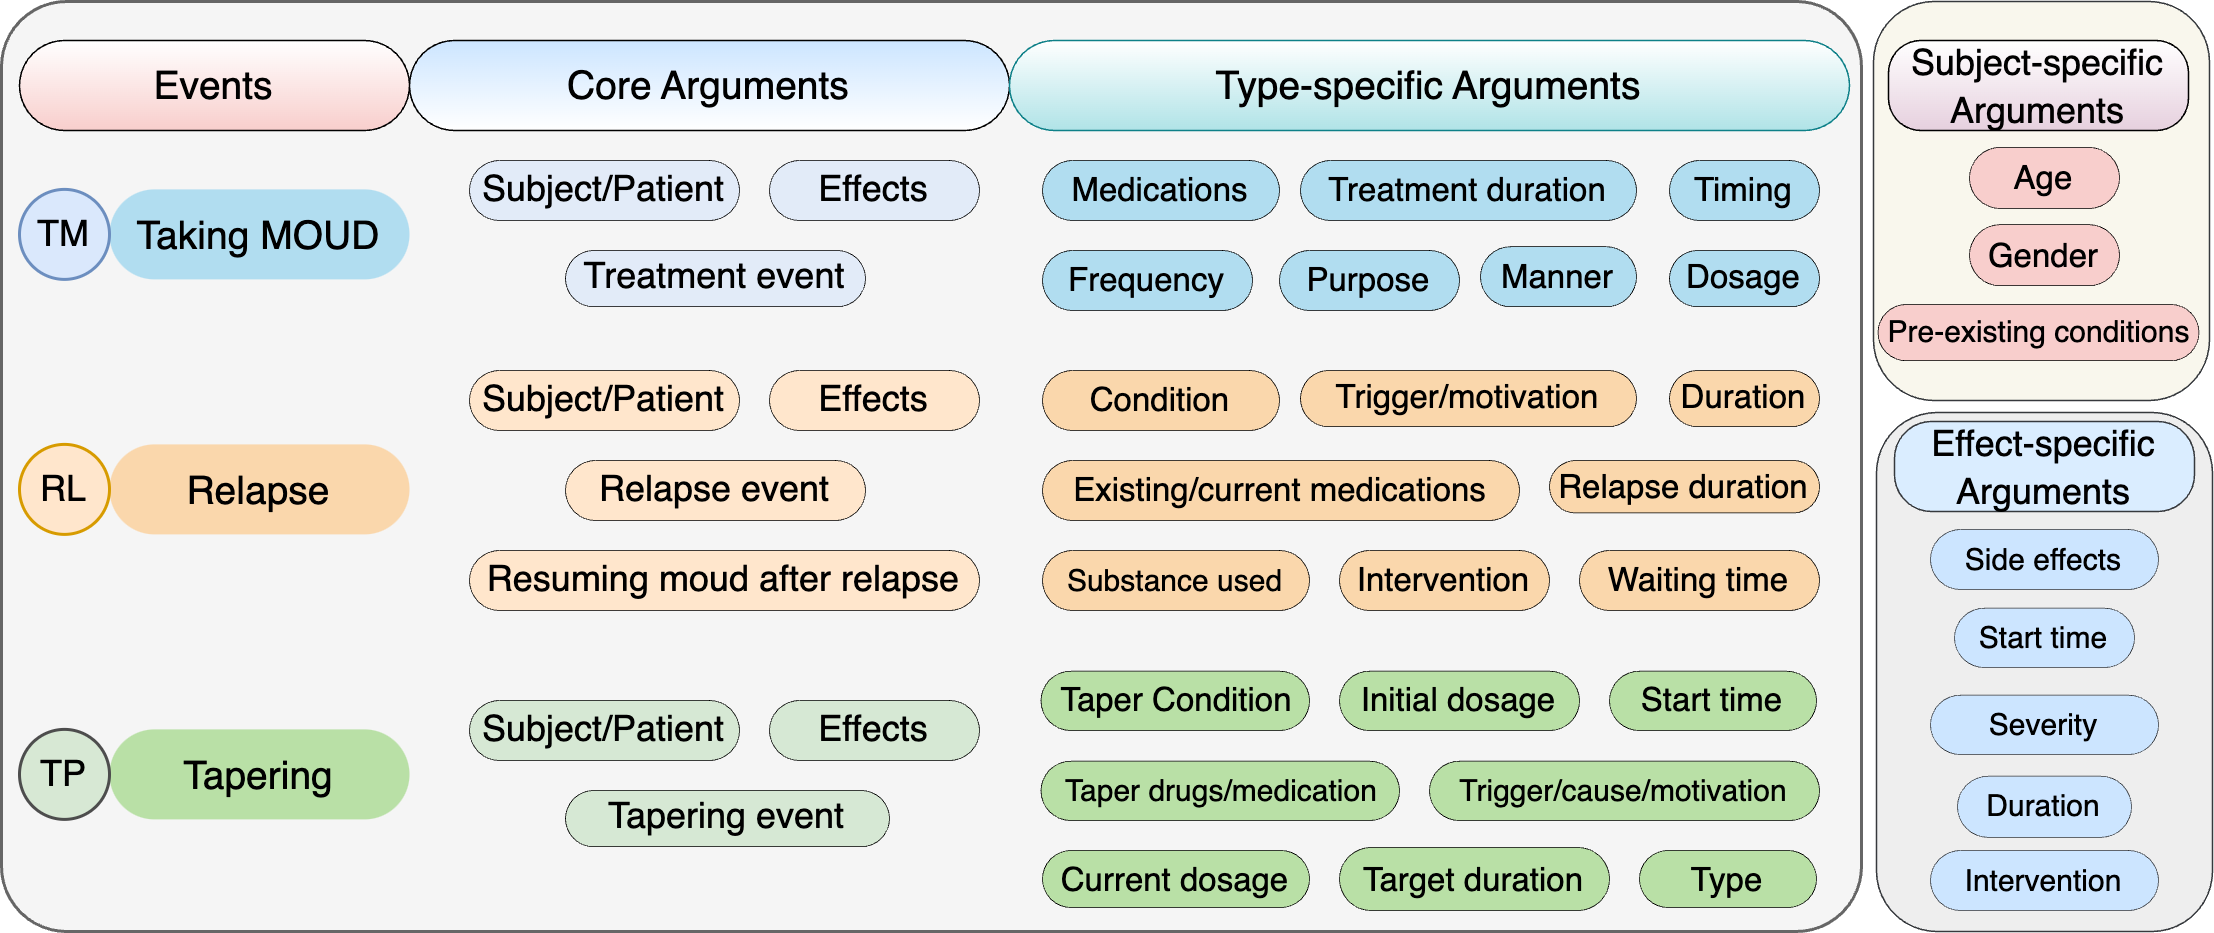 Events
Core Arguments
Type-specific Arguments
TM
Taking MOUD
Subject/Patient
Effects
Treatment event
Medications
Treatment duration
Timing
Frequency
Purpose
Manner
Dosage
RL
Relapse
Subject/Patient
Effects
Relapse event
Resuming moud after relapse
Condition
Trigger/motivation
Duration
Existing/current medications
Relapse duration
Substance used
Intervention
Waiting time
TP
Tapering
Subject/Patient
Effects
Tapering event
Taper Condition
Initial dosage
Start time
Taper drugs/medication
Trigger/cause/motivation
Current dosage
Target duration
Type
Subject-specific
Arguments
Age
Gender
Pre-existing conditions
Effect-specific
Arguments
Side effects
Start time
Severity
Duration
Intervention